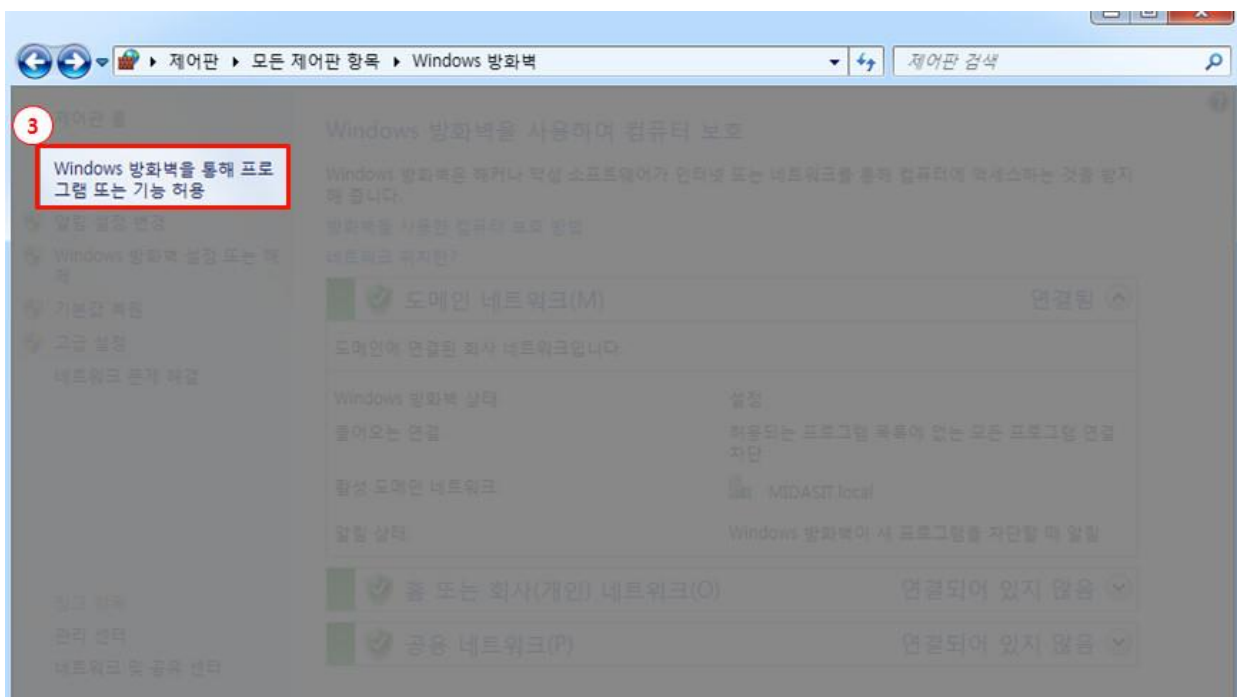 제어판 ▸ 모든 제어판 항목 ▸ Windows 방화벽
제어판 검색
3
제어판 홈
Windows 방화벽을 통해 프로
그램 또는 기능 허용
알림 설정 변경
Windows 방화벽 설정 또는 해
제
기본값 복원
고급 설정
네트워크 문제 해결
참고 항목
관리 센터
네트워크 및 공유 센터
Windows 방화벽을 사용하여 컴퓨터 보호
Windows 방화벽은 해커나 악성 소프트웨어가 인터넷 또는 네트워크를 통해 컴퓨터에 액세스하는 것을 방지
해 줍니다.
방화벽을 사용한 컴퓨터 보호 방법
네트워크 위치란?
도메인 네트워크(M) 연결됨
도메인에 연결된 회사 네트워크입니다.
Windows 방화벽 상태 설정
들어오는 연결 허용되는 프로그램 목록에 없는 모든 프로그램 연결
차단
활성 도메인 네트워크 MIDASIT.local
알림 상태 Windows 방화벽이 새 프로그램을 차단할 때 알림
홈 또는 회사(개인) 네트워크(O) 연결되어 있지 않음
공용 네트워크(P) 연결되어 있지 않음